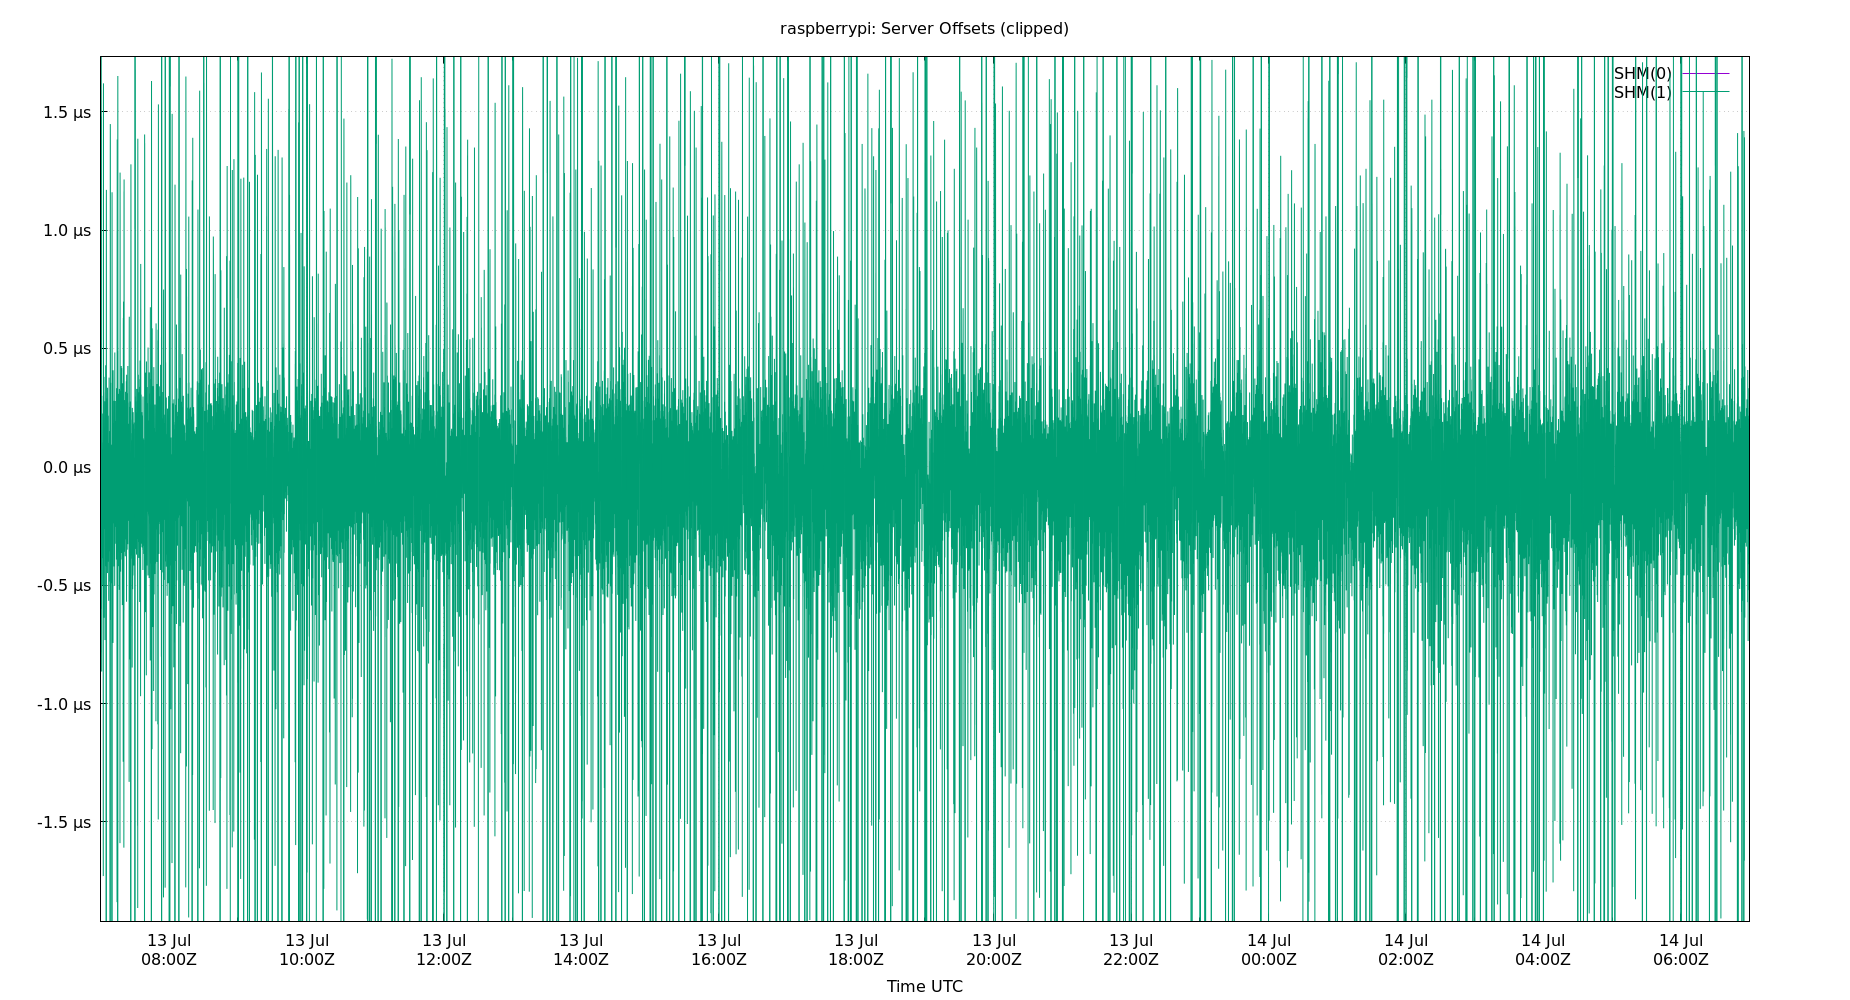 raspberrypi: Server Offsets (clipped)
SHM(0)
SHM(1)
1.5 µs
1.0 µs
0.5 µs
0.0 µs
-0.5 µs
-1.0 µs
-1.5 µs
13 Jul 13 Jul 13 Jul 13 Jul 13 Jul 13 Jul 13 Jul 13 Jul 14 Jul 14 Jul 14 Jul 14 Jul
08:00Z 10:00Z 12:00Z 14:00Z 16:00Z 18:00Z 20:00Z 22:00Z 00:00Z 02:00Z 04:00Z 06:00Z
Time UTC